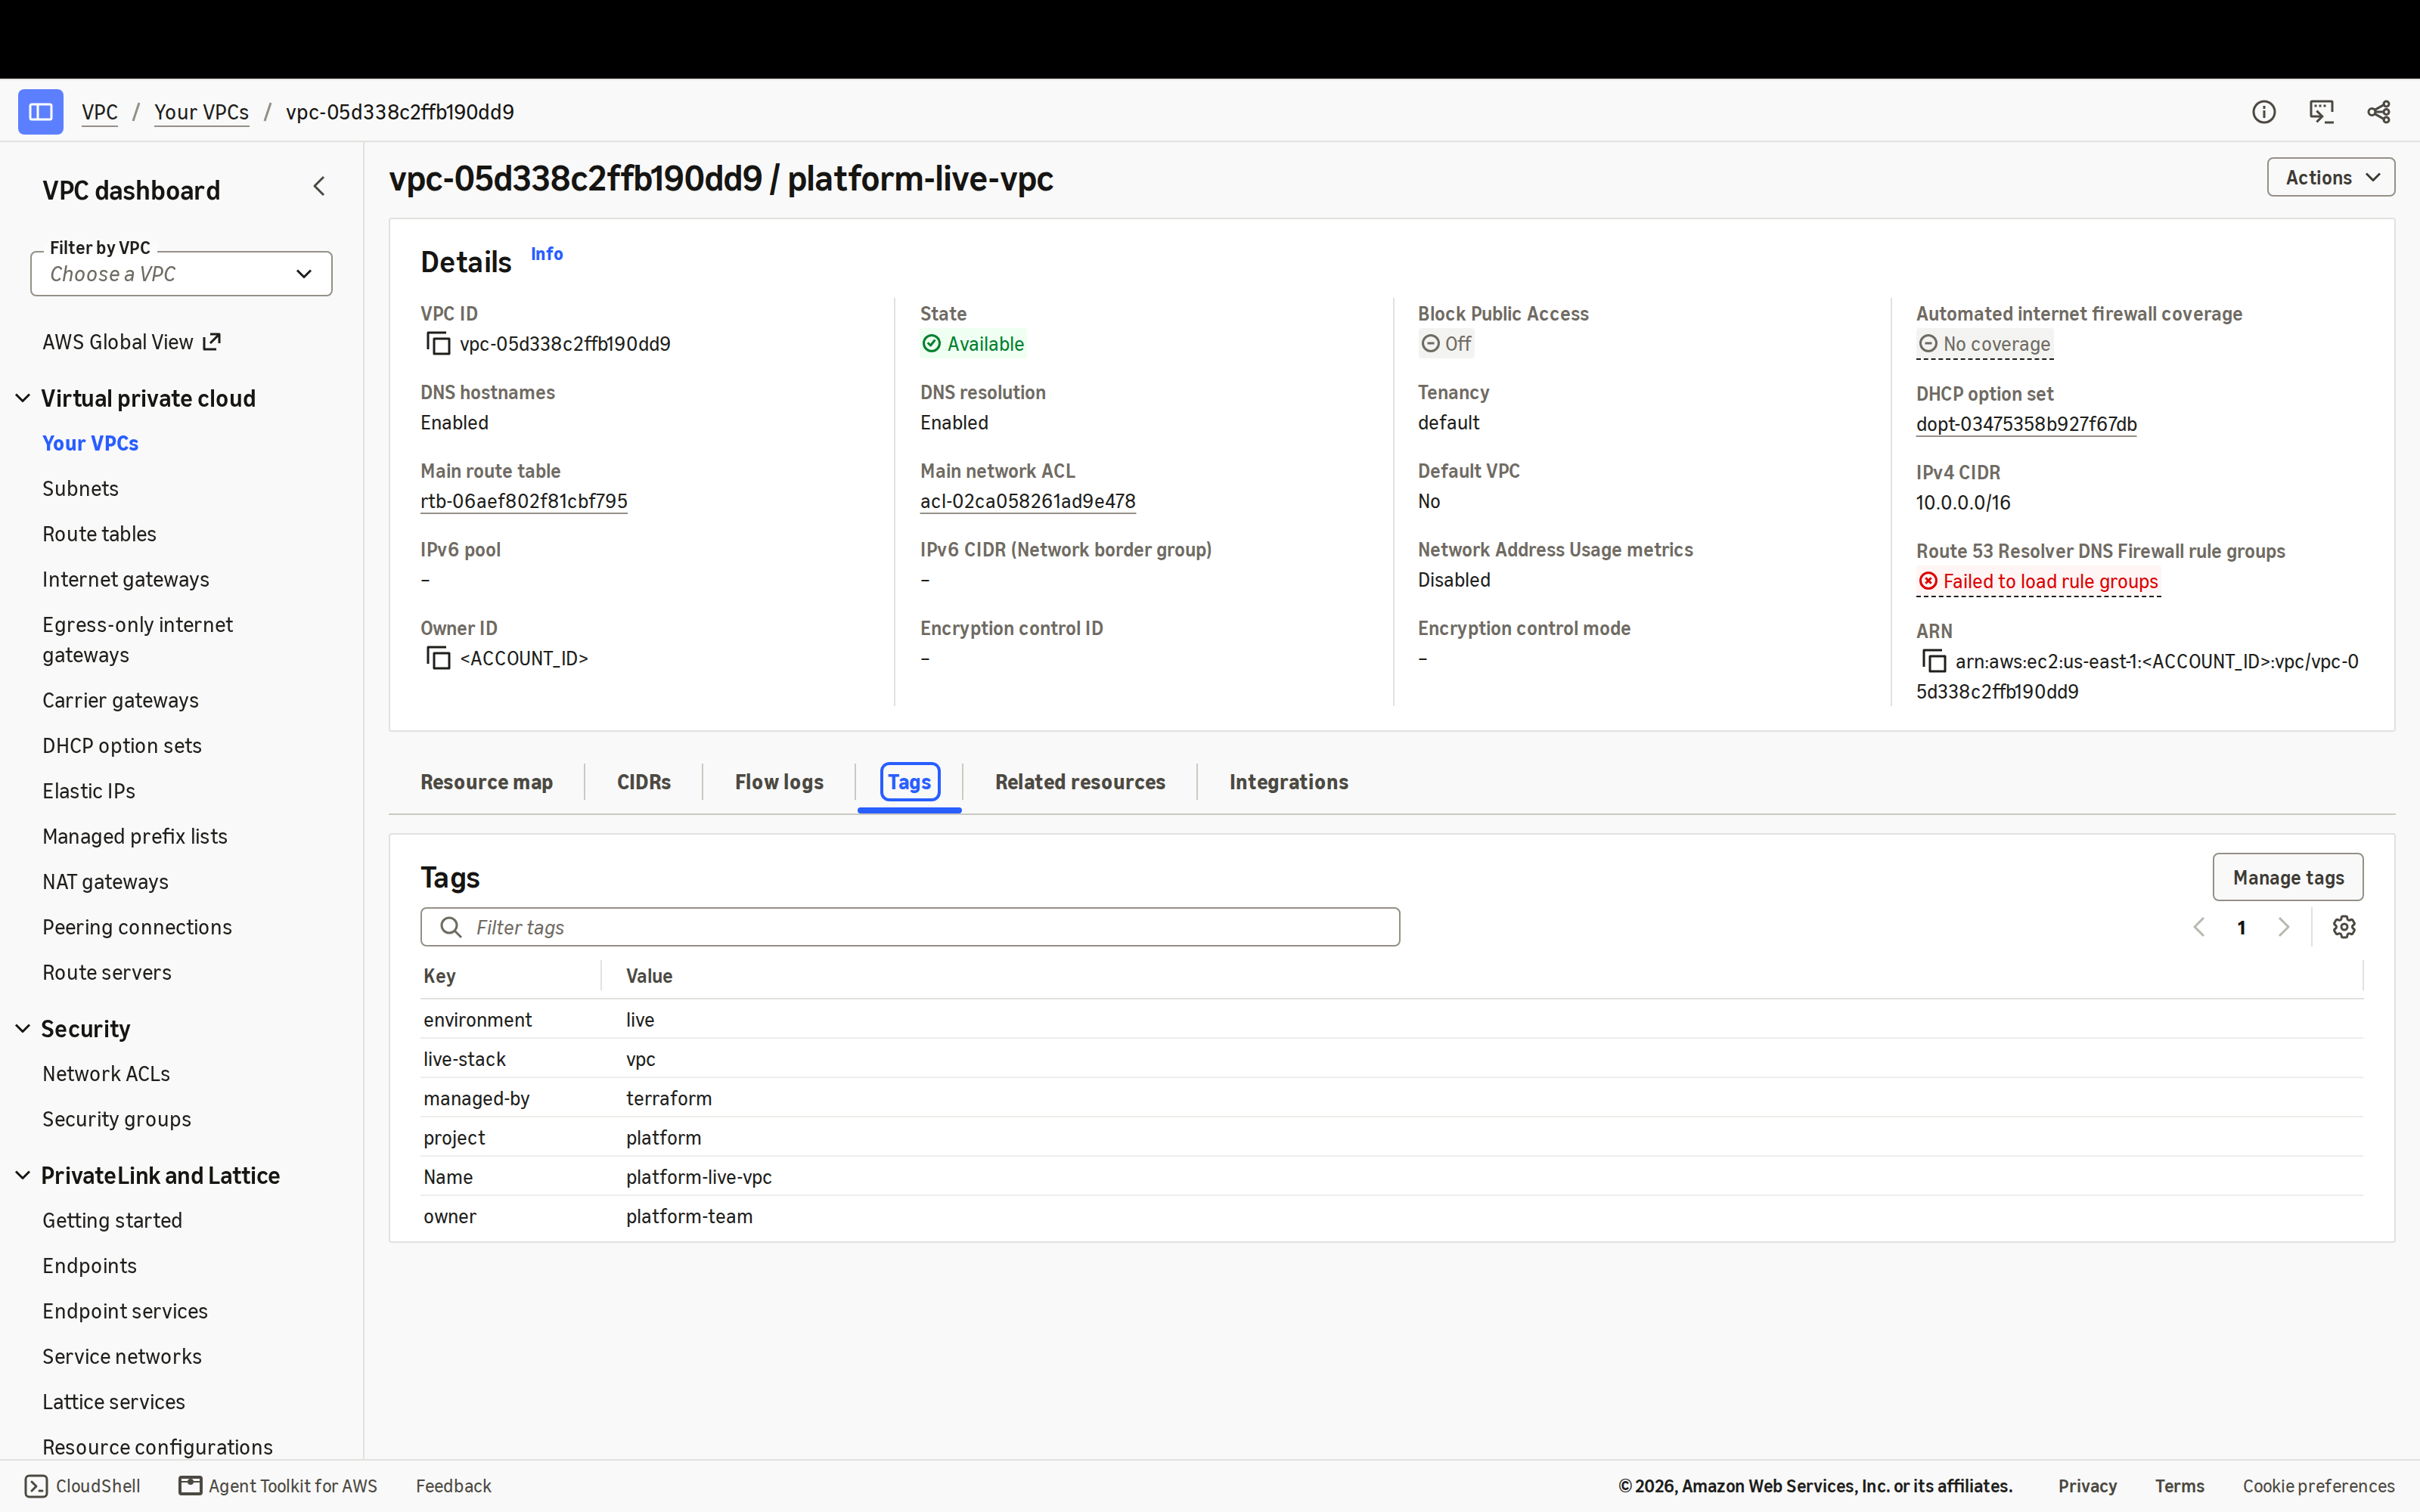 VPC / Your VPCs / vpc-05d338c2ffb190dd9
VPC dashboard
Filter by VPC
Choose a VPC
AWS Global View
Virtual private cloud
Your VPCs
Subnets
Route tables
Internet gateways
Egress-only internet
gateways
Carrier gateways
DHCP option sets
Elastic IPs
Managed prefix lists
NAT gateways
Peering connections
Route servers
Security
Network ACLs
Security groups
PrivateLink and Lattice
Getting started
Endpoints
Endpoint services
Service networks
Lattice services
Resource configurations
vpc-05d338c2ffb190dd9 / platform-live-vpc
Actions
Details Info
VPC ID
vpc-05d338c2ffb190dd9
DNS hostnames
Enabled
Main route table
rtb-06aef802f81cbf795
IPv6 pool
–
Owner ID
<ACCOUNT_ID>
State
Available
DNS resolution
Enabled
Main network ACL
acl-02ca058261ad9e478
IPv6 CIDR (Network border group)
–
Encryption control ID
–
Block Public Access
Off
Tenancy
default
Default VPC
No
Network Address Usage metrics
Disabled
Encryption control mode
–
Automated internet firewall coverage
No coverage
DHCP option set
dopt-03475358b927f67db
IPv4 CIDR
10.0.0.0/16
Route 53 Resolver DNS Firewall rule groups
Failed to load rule groups
ARN
arn:aws:ec2:us-east-1:<ACCOUNT_ID>:vpc/vpc-0
5d338c2ffb190dd9
Resource map CIDRs Flow logs Tags Related resources Integrations
Tags
Manage tags
Filter tags
1
Key Value
environment live
live-stack vpc
managed-by terraform
project platform
Name platform-live-vpc
owner platform-team
CloudShell Agent Toolkit for AWS Feedback © 2026, Amazon Web Services, Inc. or its affiliates. Privacy Terms Cookie preferences